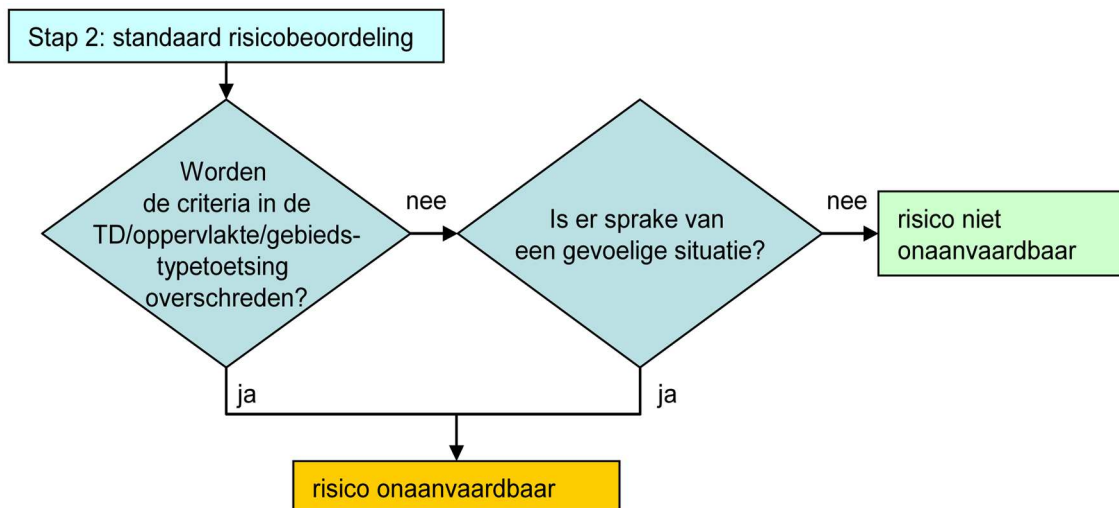 Stap 2: standaard risicobeoordeling
Worden
de criteria in de
TD/oppervlakte/gebieds-
typetoetsing
overschreden?
nee
Is er sprake van
een gevoelige situatie?
nee
risico niet
onaanvaardbaar
ja
ja
risico onaanvaardbaar